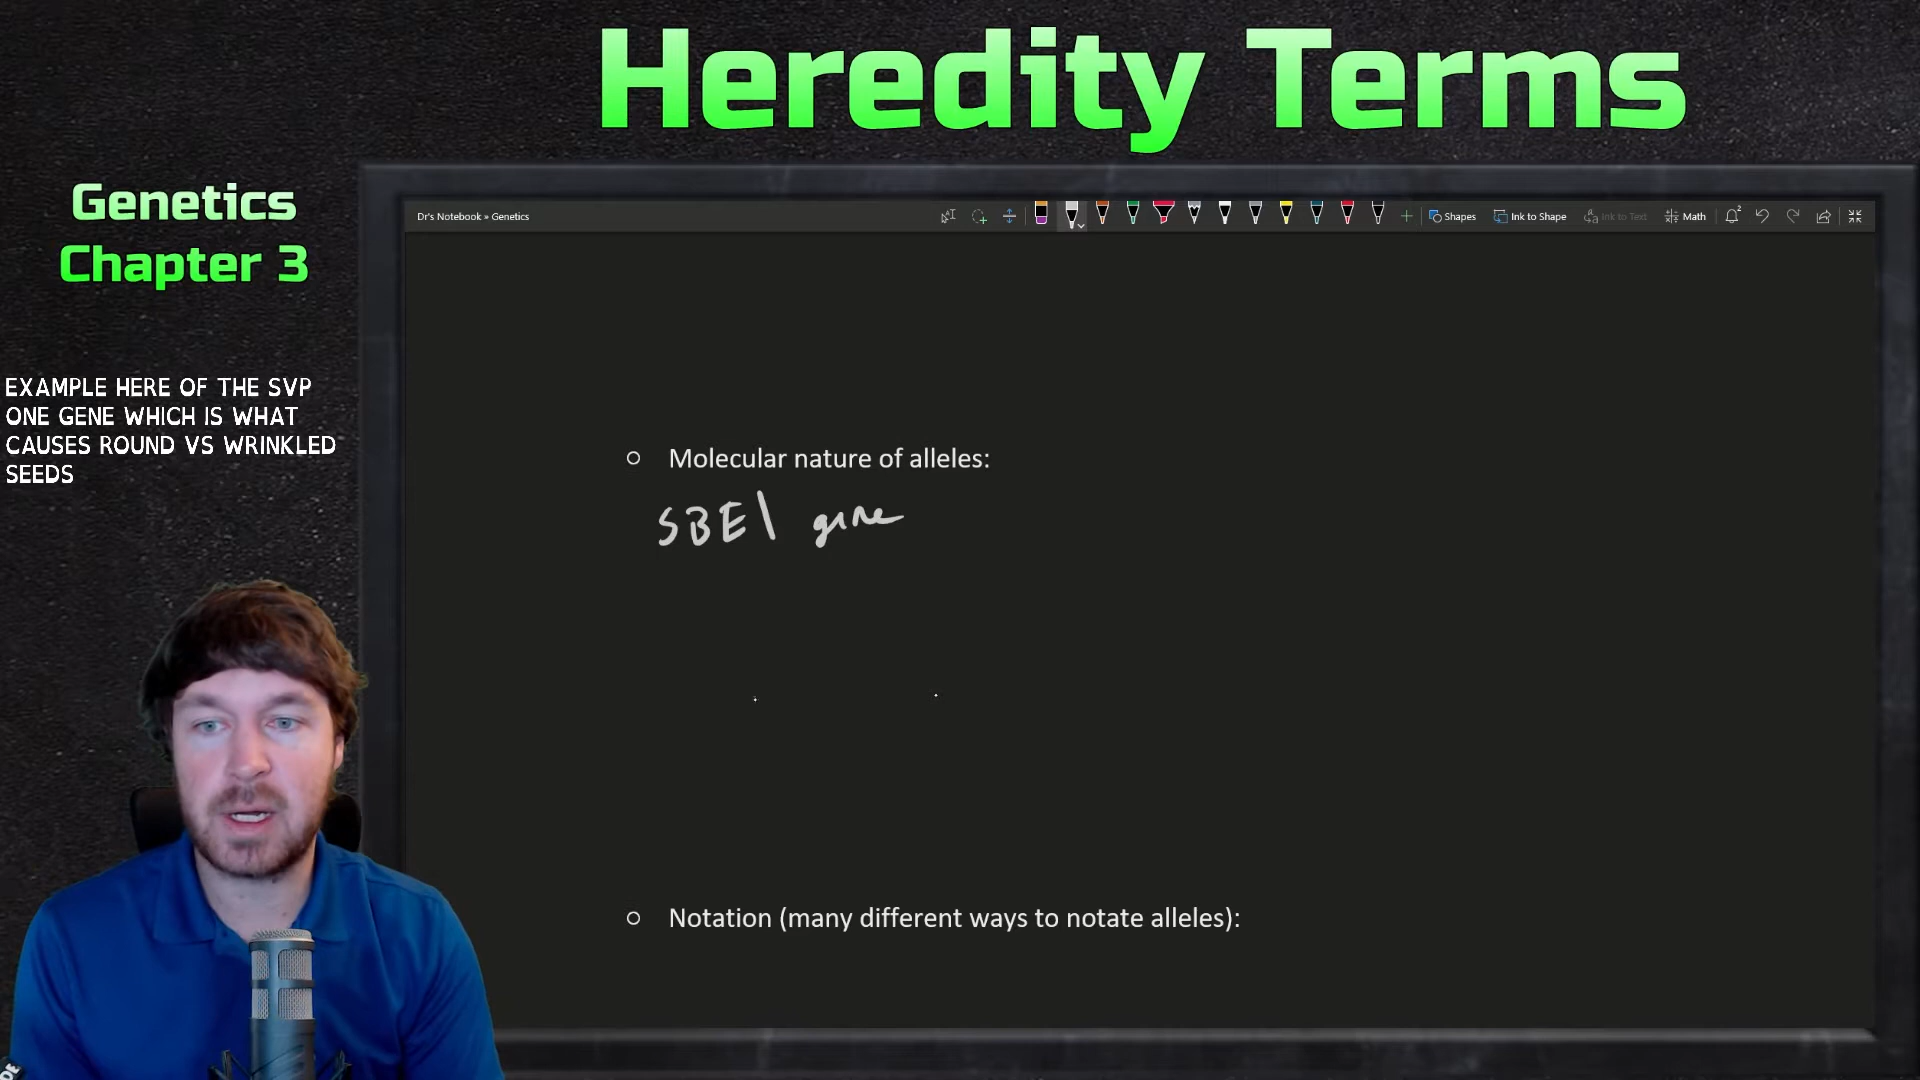 Heredity Terms
Genetics
Chapter 3
Dr's Notebook » Genetics
Shapes
Ink to Shape
Ink to Text
Math
2
EXAMPLE HERE OF THE SVP
ONE GENE WHICH IS WHAT
CAUSES ROUND VS WRINKLED
SEEDS
Molecular nature of alleles:
SBE1 gene
Notation (many different ways to notate alleles):